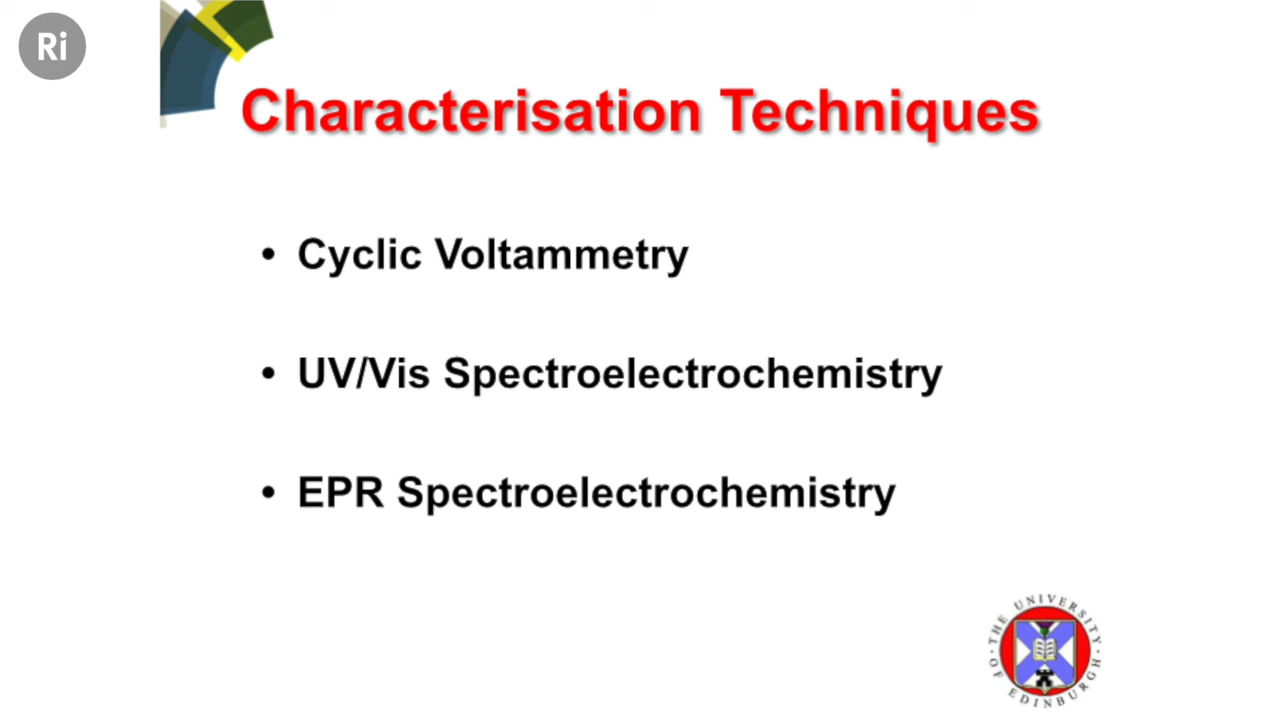 Ri
Characterisation Techniques
• Cyclic Voltammetry
• UV/Vis Spectroelectrochemistry
• EPR Spectroelectrochemistry
THE UNIVERSITY OF EDINBURGH